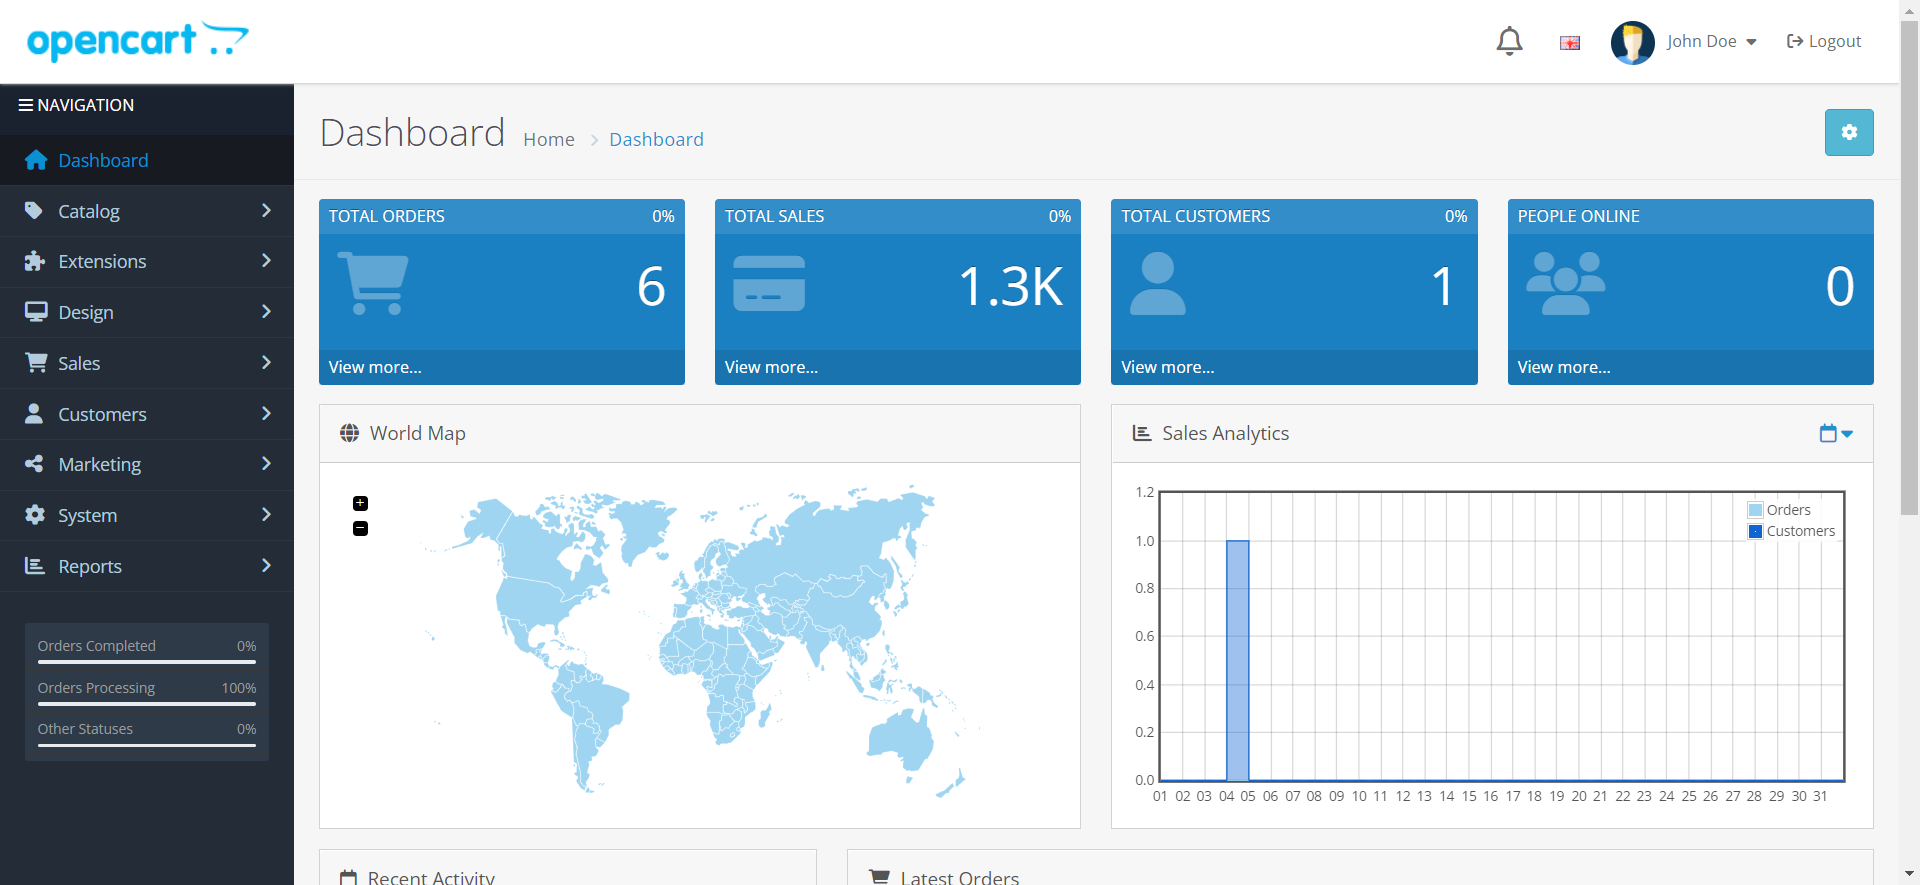 opencart
John Doe
Logout
NAVIGATION
Dashboard
Catalog
Extensions
Design
Sales
Customers
Marketing
System
Reports
Orders Completed 0%
Orders Processing 100%
Other Statuses 0%
Dashboard Home Dashboard
TOTAL ORDERS 0%
6
View more...
TOTAL SALES 0%
1.3K
View more...
TOTAL CUSTOMERS 0%
1
View more...
PEOPLE ONLINE
0
View more...
World Map
+
−
Sales Analytics
1.2
1.0
0.8
0.6
0.4
0.2
0.0
Orders
Customers
01 02 03 04 05 06 07 08 09 10 11 12 13 14 15 16 17 18 19 20 21 22 23 24 25 26 27 28 29 30 31
Recent Activity
Latest Orders